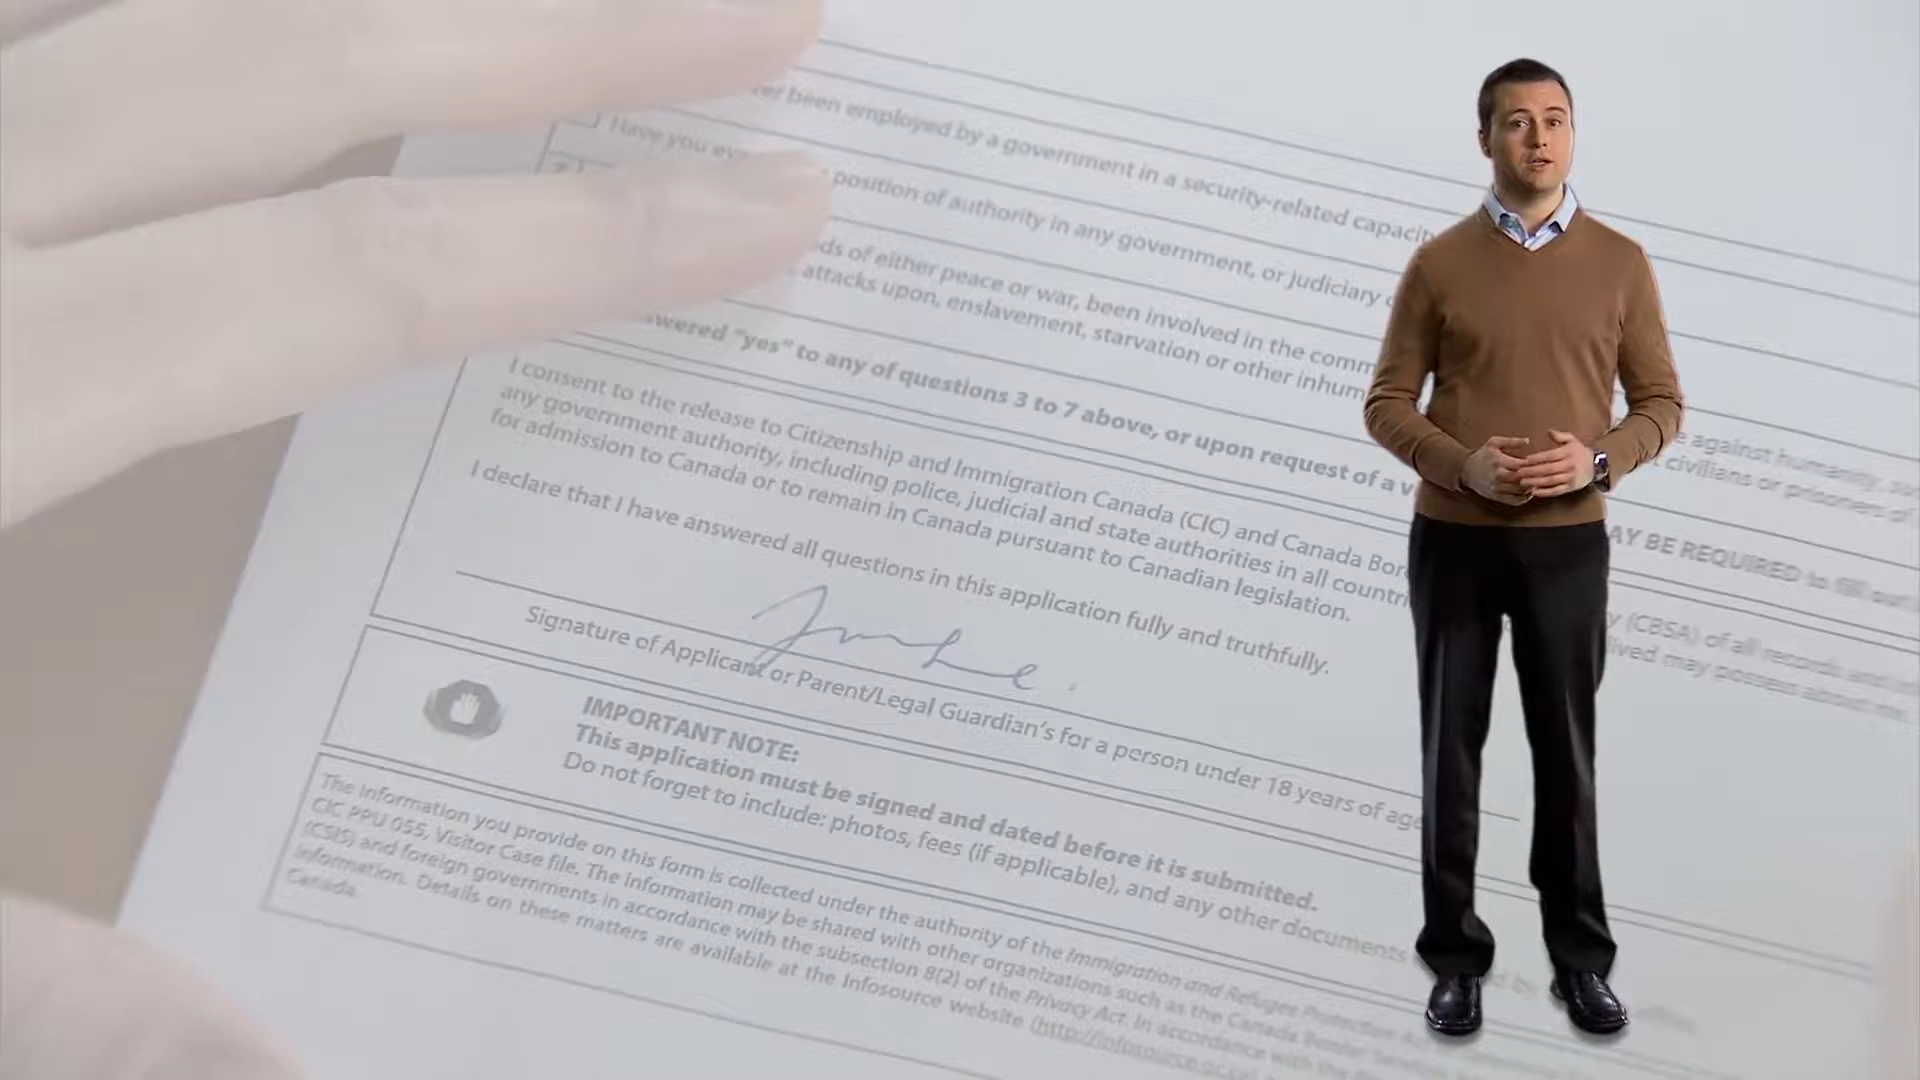 been employed by a government in a security-related capacity
Have you
position of authority in any government, or judiciary
of either peace or war, been involved in the
against humanity,
attacks upon, enslavement, starvation or other
civilians or prisoners of
"yes" to any of questions 3 to 7 above, or upon request of a
BE REQUIRED to fill out
I consent to the release to Citizenship and Immigration Canada (CIC) and Canada
(CBSA) of all records and
any government authority, including police, judicial and state authorities in all
lived may possess about
for admission to Canada or to remain in Canada pursuant to Canadian legislation.
I declare that I have answered all questions in this application fully and truthfully.
Signature of Applicant or Parent/Legal Guardian's for a person under 18 years of age
IMPORTANT NOTE:
This application must be signed and dated before it is submitted.
Do not forget to include: photos, fees (if applicable), and any other documents
The information you provide on this form is collected under the authority of the Immigration and Refugee Protection
CIC PPU 055, Visitor Case file. The information may be shared with other organizations such as the Canada Border Services
(CSIS) and foreign governments in accordance with the subsection 8(2) of the Privacy Act. In accordance with the
information. Details on these matters are available at the Infosource website (http://infosource.gc.ca)
Canada.